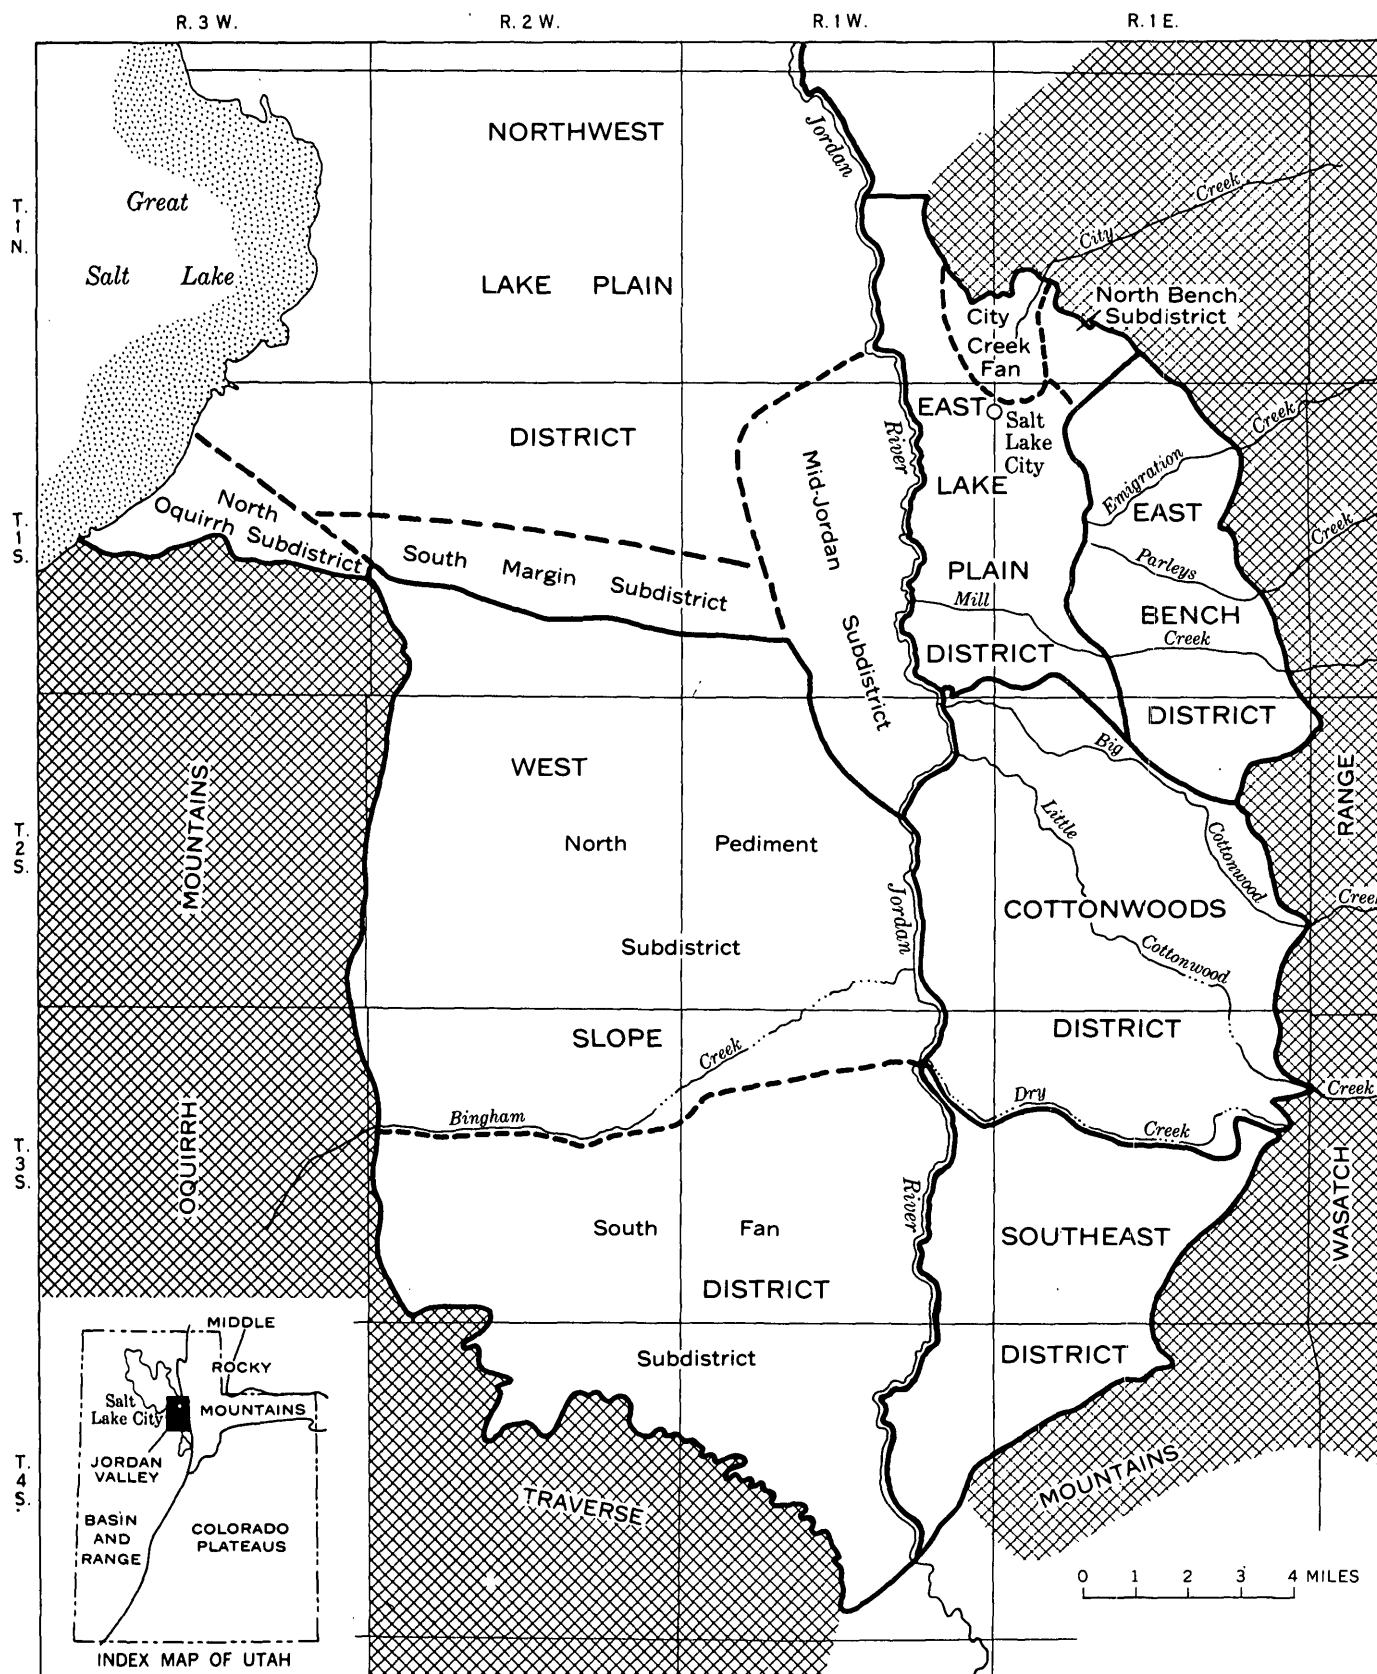 R. 3 W. R. 2 W. R. 1 W. R. 1 E.
T. 1 N.
T. 1 S.
T. 2 S.
T. 3 S.
T. 4 S.
NORTHWEST
LAKE PLAIN
DISTRICT
Great
Salt Lake
Jordan
River
City Creek
North Bench
Subdistrict
City
Creek
Fan
EAST
LAKE
PLAIN
DISTRICT
Salt
Lake
City
Emigration Creek
EAST
BENCH
DISTRICT
Parleys Creek
Mill Creek
North
Oquirrh Subdistrict
South Margin Subdistrict
Mid-Jordan
Subdistrict
WEST
North Pediment
Subdistrict
SLOPE
Bingham Creek
South Fan
DISTRICT
Subdistrict
Jordan
River
Big Cottonwood Creek
Little Cottonwood Creek
COTTONWOODS
DISTRICT
Dry Creek
SOUTHEAST
DISTRICT
OQUIRRH MOUNTAINS
WASATCH RANGE
TRAVERSE MOUNTAINS
MIDDLE
ROCKY
MOUNTAINS
Salt
Lake City
JORDAN
VALLEY
BASIN
AND
RANGE
COLORADO
PLATEAUS
INDEX MAP OF UTAH
0 1 2 3 4 MILES